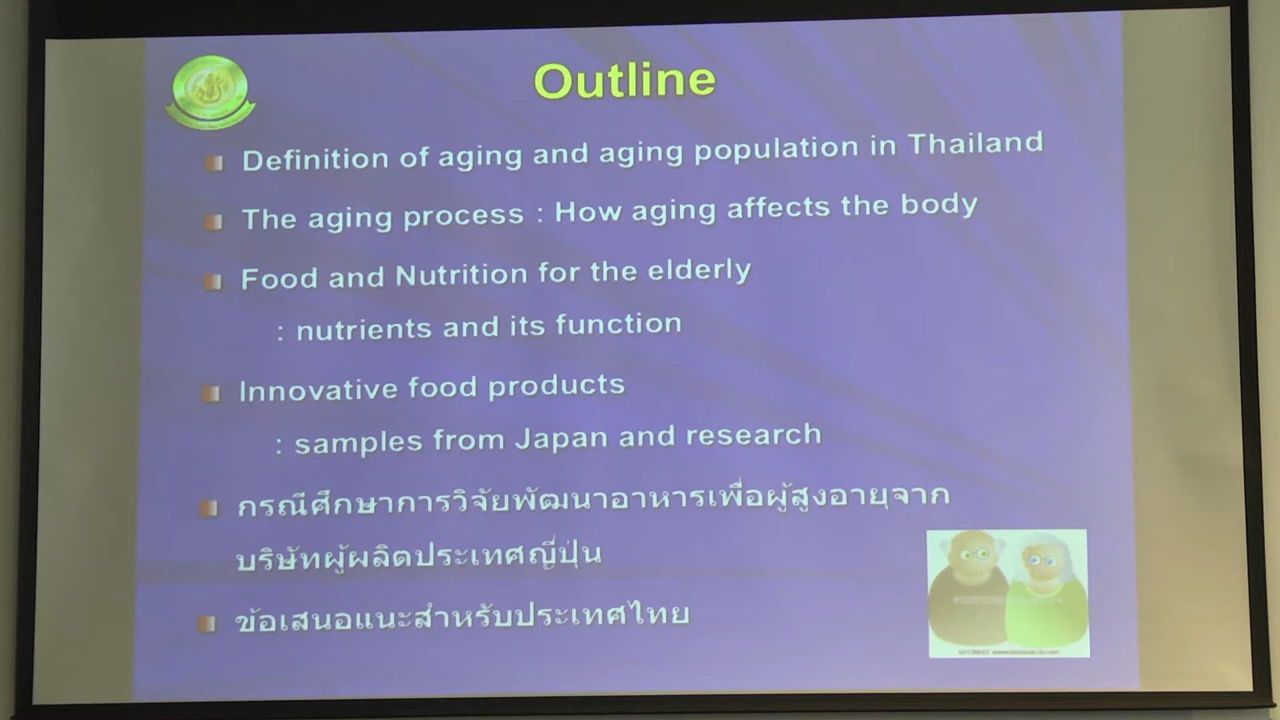 Outline
Definition of aging and aging population in Thailand
The aging process : How aging affects the body
Food and Nutrition for the elderly
: nutrients and its function
Innovative food products
: samples from Japan and research
กรณีศึกษาการวิจัยพัฒนาอาหารเพื่อผู้สูงอายุจาก
บริษัทผู้ผลิตประเทศญี่ปุ่น
ข้อเสนอแนะสำหรับประเทศไทย